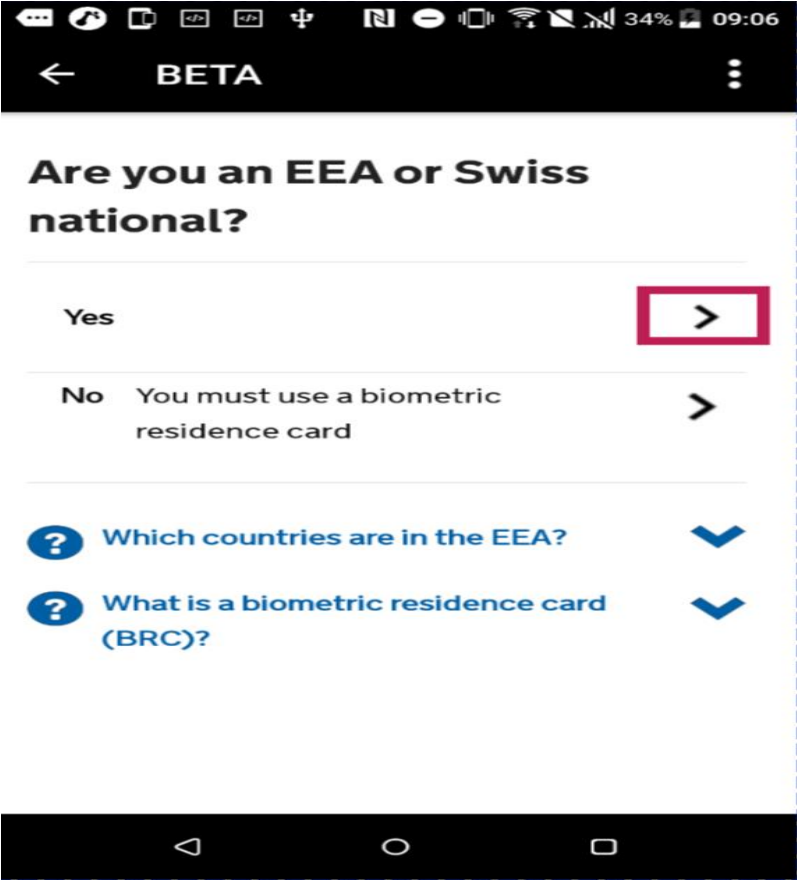 34% 09:06
BETA
Are you an EEA or Swiss
national?
Yes
No You must use a biometric
residence card
? Which countries are in the EEA?
? What is a biometric residence card
(BRC)?